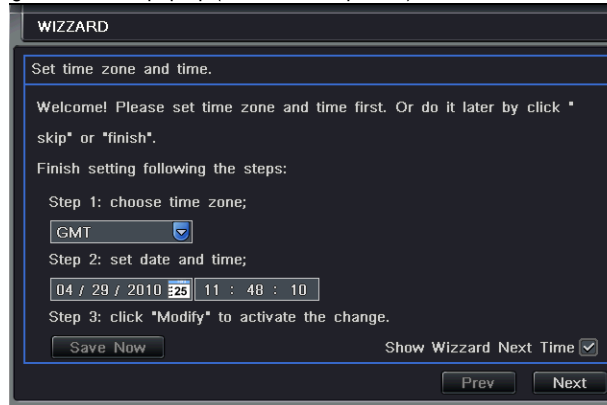 WIZZARD
Set time zone and time.
Welcome! Please set time zone and time first. Or do it later by click "
skip" or "finish".
Finish setting following the steps:
Step 1: choose time zone;
GMT
Step 2: set date and time;
04 / 29 / 2010 25 11 : 48 : 10
Step 3: click "Modify" to activate the change.
Save Now Show Wizzard Next Time
Prev Next